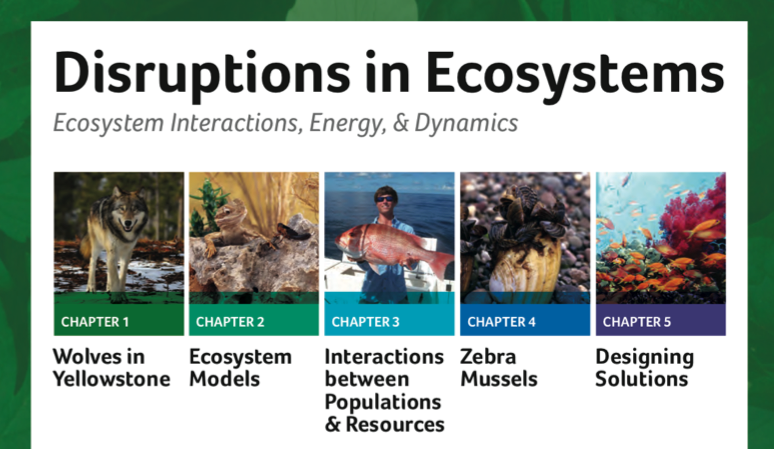 Disruptions in Ecosystems
Ecosystem Interactions, Energy, & Dynamics
CHAPTER 1
CHAPTER 2
CHAPTER 3
CHAPTER 4
CHAPTER 5
Wolves in
Yellowstone
Ecosystem
Models
Interactions
between
Populations
& Resources
Zebra
Mussels
Designing
Solutions